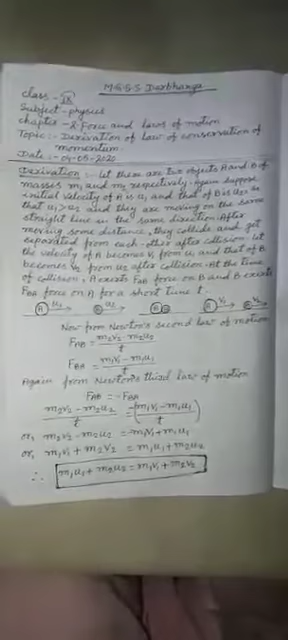 M.G.G.S Darbhanga
Class - IX
Subject - physics
chapter - 2. Force and laws of motion
Topic :- Derivation of law of conservation of
momentum.
Date :- 04-05-2020
Derivation :- Let there are two objects A and B of
masses m₁ and m₂ respectively. Again suppose
initial velocity of A is u₁ and that of B is u₂, so
that u₁ > u₂ and they are moving on the same
straight line in the same direction. After
moving some distance, they collide and get
separated from each-other after collision. let
the velocity of A becomes v₁ from u₁ and that of B
becomes v₂ from u₂ after collision. At the time
of collision, A exerts FAB force on B and B exerts
FBA force on A for a short time t.
A u₁ B u₂ A B A v₁ B v₂
Now from Newton's second law of motion
FAB = m₂v₂ - m₂u₂ / t
FBA = m₁v₁ - m₁u₁ / t
Again from Newton's third law of motion
FAB = -FBA
m₂v₂ - m₂u₂ / t = -(m₁v₁ - m₁u₁ / t)
or, m₂v₂ - m₂u₂ = -m₁v₁ + m₁u₁
or, m₁v₁ + m₂v₂ = m₁u₁ + m₂u₂
∴ m₁u₁ + m₂u₂ = m₁v₁ + m₂v₂